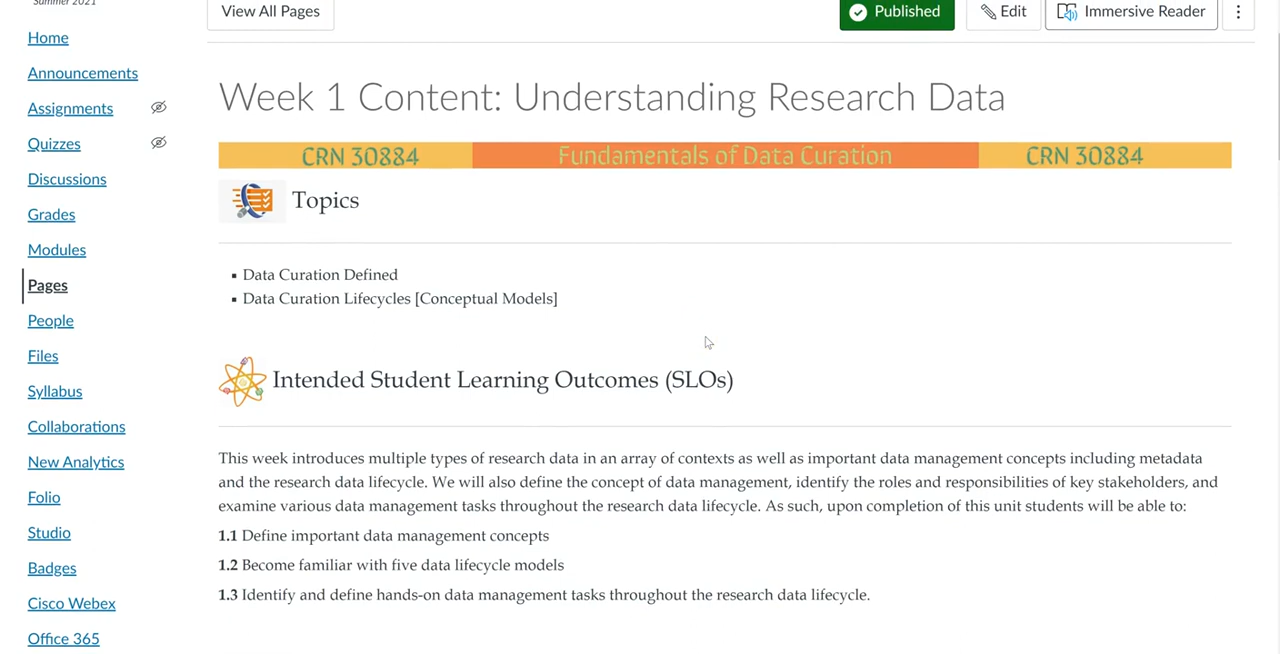 Summer 2021
View All Pages
Published
Edit
Immersive Reader
Home
Announcements
Assignments
Quizzes
Discussions
Grades
Modules
Pages
People
Files
Syllabus
Collaborations
New Analytics
Folio
Studio
Badges
Cisco Webex
Office 365
Week 1 Content: Understanding Research Data
CRN 30884 Fundamentals of Data Curation CRN 30884
Topics
▪ Data Curation Defined
▪ Data Curation Lifecycles [Conceptual Models]
Intended Student Learning Outcomes (SLOs)
This week introduces multiple types of research data in an array of contexts as well as important data management concepts including metadata
and the research data lifecycle. We will also define the concept of data management, identify the roles and responsibilities of key stakeholders, and
examine various data management tasks throughout the research data lifecycle. As such, upon completion of this unit students will be able to:
1.1 Define important data management concepts
1.2 Become familiar with five data lifecycle models
1.3 Identify and define hands-on data management tasks throughout the research data lifecycle.